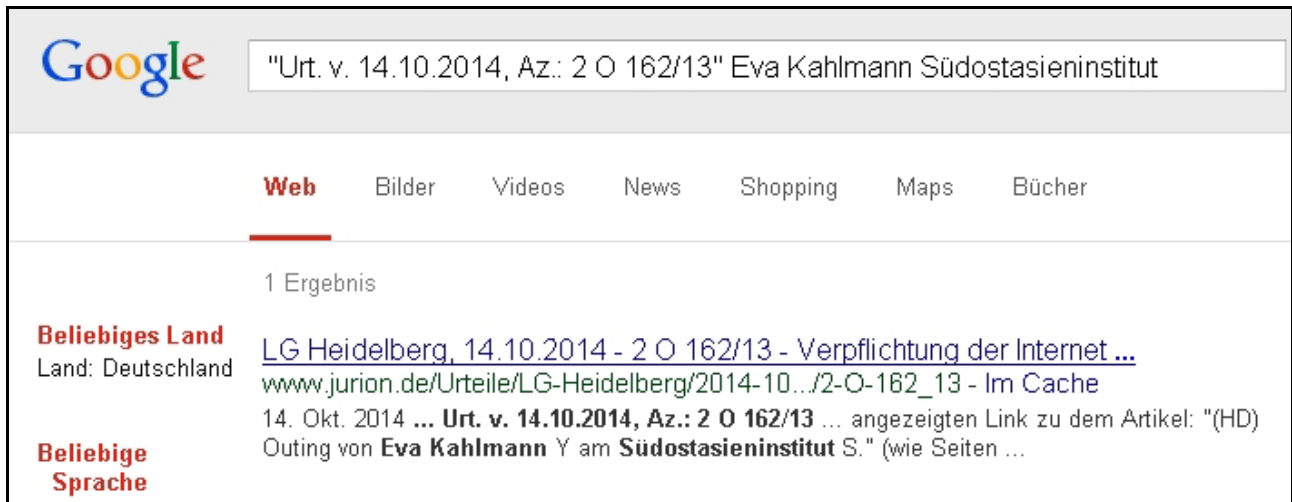 Google
"Urt. v. 14.10.2014, Az.: 2 O 162/13" Eva Kahlmann Südostasieninstitut
Web Bilder Videos News Shopping Maps Bücher
1 Ergebnis
Beliebiges Land
Land: Deutschland
Beliebige
Sprache
LG Heidelberg, 14.10.2014 - 2 O 162/13 - Verpflichtung der Internet ...
www.jurion.de/Urteile/LG-Heidelberg/2014-10.../2-O-162_13 - Im Cache
14. Okt. 2014 ... Urt. v. 14.10.2014, Az.: 2 O 162/13 ... angezeigten Link zu dem Artikel: "(HD)
Outing von Eva Kahlmann Y am Südostasieninstitut S." (wie Seiten ...